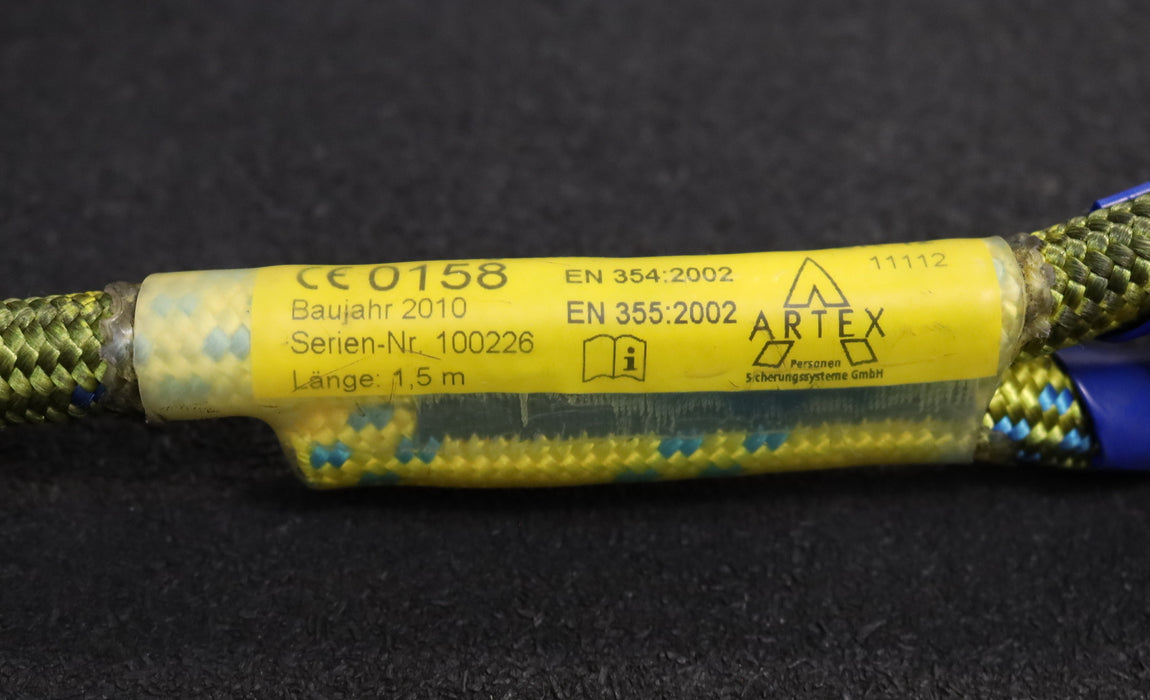 CE 0158
Baujahr 2010
Serien-Nr. 100226
Länge: 1,5 m
EN 354:2002
EN 355:2002
i
ARTEX
Personen
Sicherungssysteme GmbH
11112